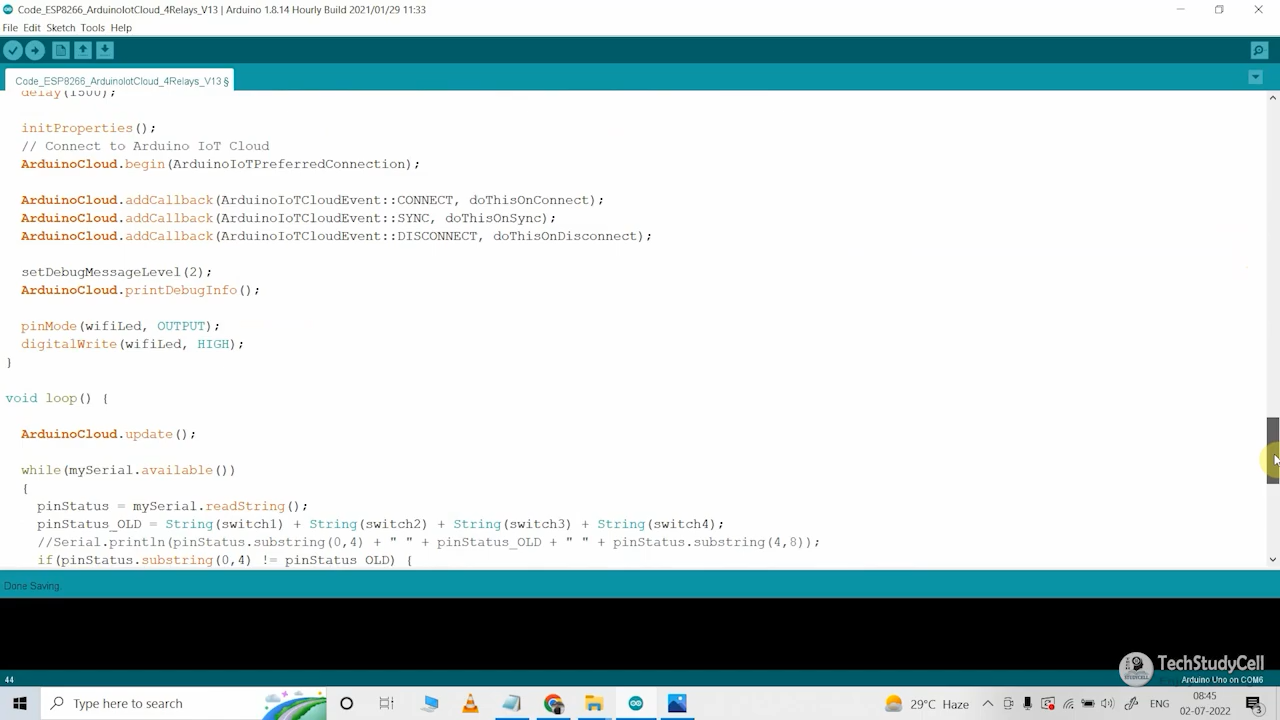 Code_ESP8266_ArduinoIotCloud_4Relays_V13 | Arduino 1.8.14 Hourly Build 2021/01/29 11:33
File Edit Sketch Tools Help
Code_ESP8266_ArduinoIotCloud_4Relays_V13 §
delay(1500);
initProperties();
// Connect to Arduino IoT Cloud
ArduinoCloud.begin(ArduinoIoTPreferredConnection);
ArduinoCloud.addCallback(ArduinoIoTCloudEvent::CONNECT, doThisOnConnect);
ArduinoCloud.addCallback(ArduinoIoTCloudEvent::SYNC, doThisOnSync);
ArduinoCloud.addCallback(ArduinoIoTCloudEvent::DISCONNECT, doThisOnDisconnect);
setDebugMessageLevel(2);
ArduinoCloud.printDebugInfo();
pinMode(wifiLed, OUTPUT);
digitalWrite(wifiLed, HIGH);
}
void loop() {
ArduinoCloud.update();
while(mySerial.available())
{
pinStatus = mySerial.readString();
pinStatus_OLD = String(switch1) + String(switch2) + String(switch3) + String(switch4);
//Serial.println(pinStatus.substring(0,4) + " " + pinStatus_OLD + " " + pinStatus.substring(4,8));
if(pinStatus.substring(0,4) != pinStatus_OLD) {
Done Saving.
TechStudyCell
44
Arduino Uno on COM6
Type here to search
29°C Haze
ENG
08:45
02-07-2022
3